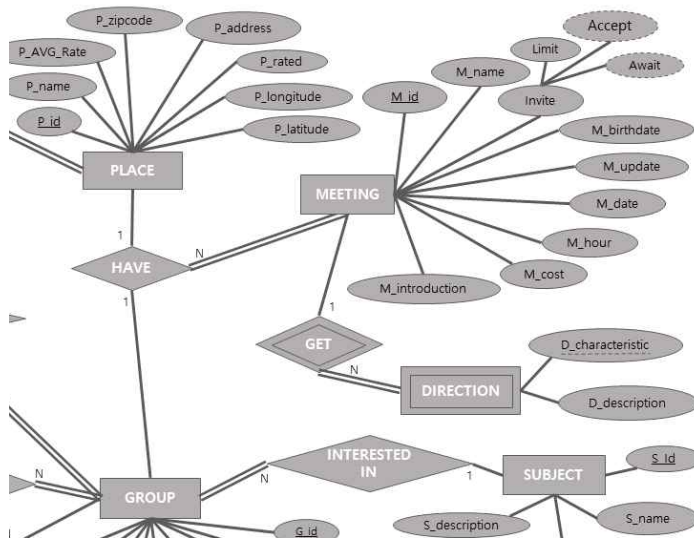 P_zipcode
P_address
Accept
P_AVG_Rate
Limit
P_rated
M_name
Await
P_name
M_id
Invite
P_longitude
P_id
P_latitude
M_birthdate
PLACE
M_update
MEETING
M_date
1
N
HAVE
M_hour
M_cost
1
M_introduction
1
GET
D_characteristic
N
DIRECTION
D_description
INTERESTED
IN
S_Id
N
N
1
SUBJECT
GROUP
S_description
S_name
G_id